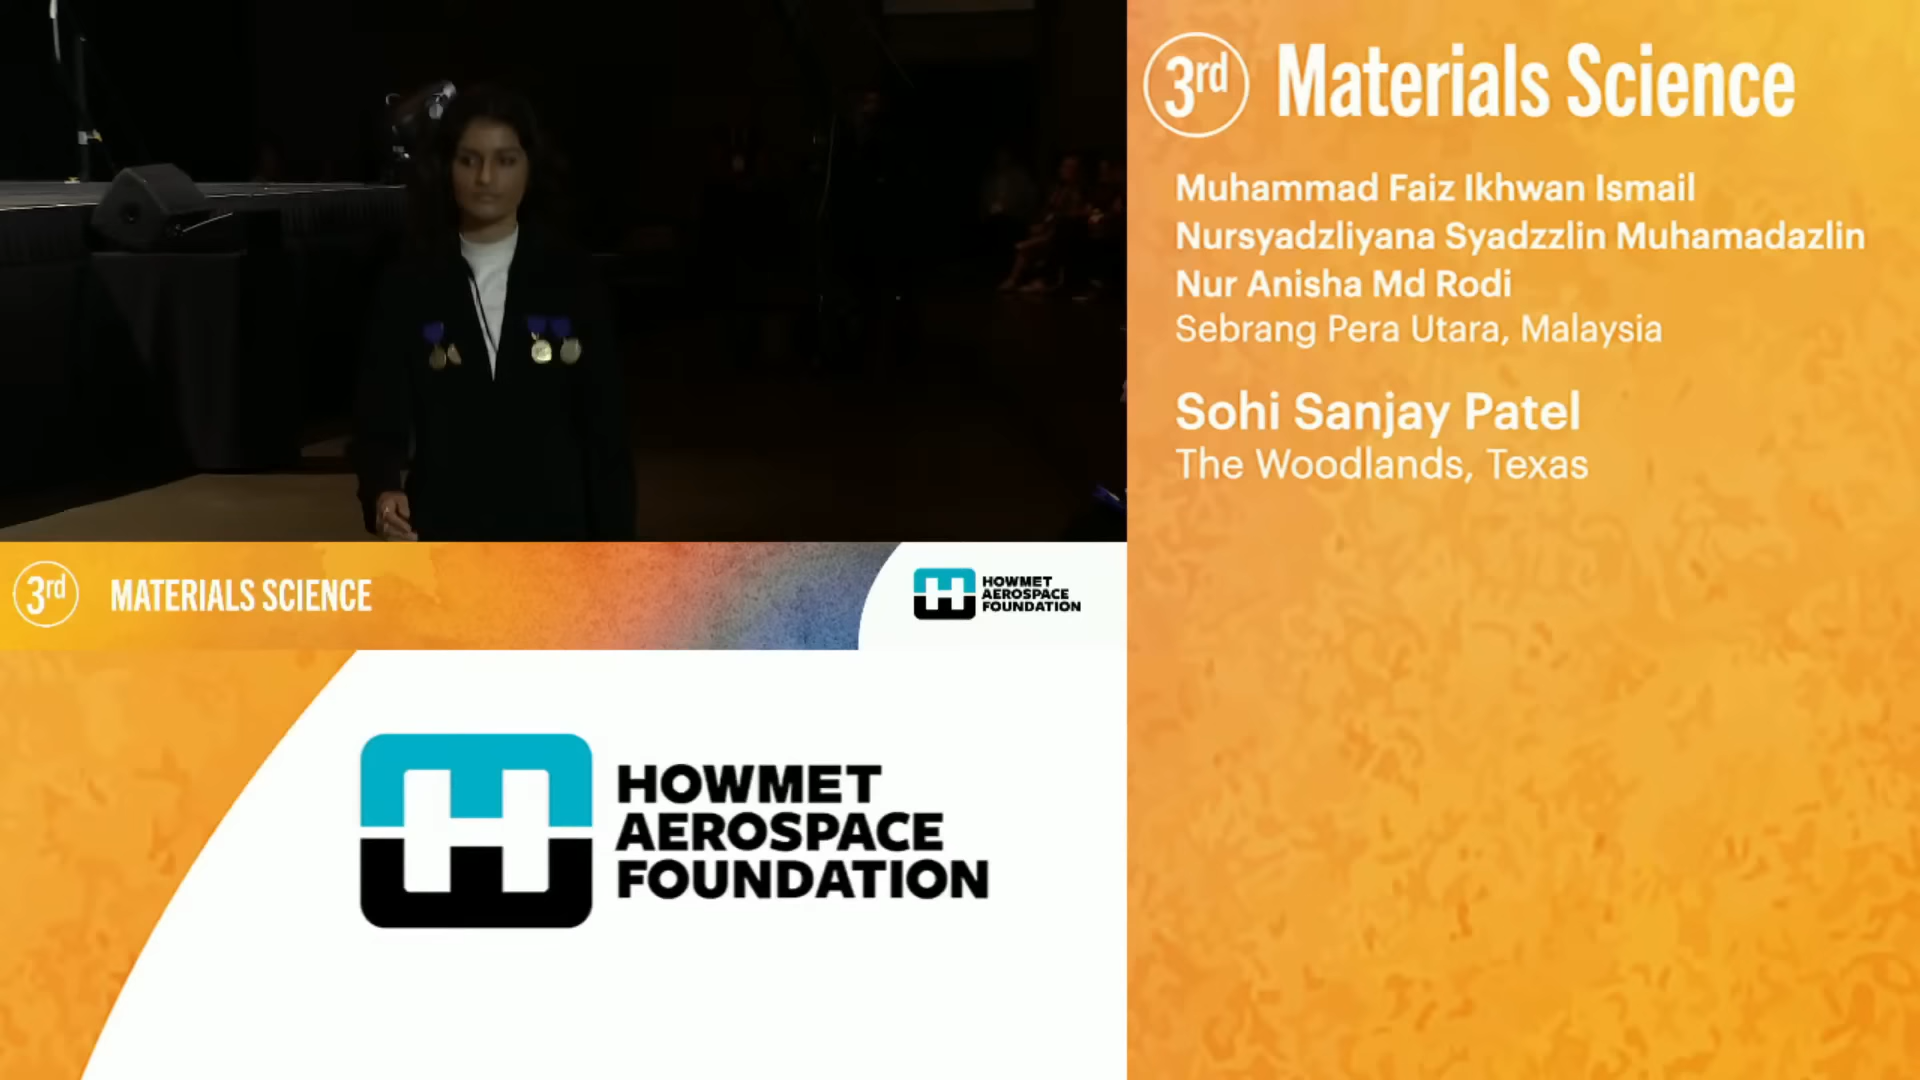 3rd Materials Science
Muhammad Faiz Ikhwan Ismail
Nursyadzliyana Syadzzlin Muhamadazlin
Nur Anisha Md Rodi
Sebrang Pera Utara, Malaysia
Sohi Sanjay Patel
The Woodlands, Texas
3rd MATERIALS SCIENCE
HOWMET
AEROSPACE
FOUNDATION
HOWMET
AEROSPACE
FOUNDATION